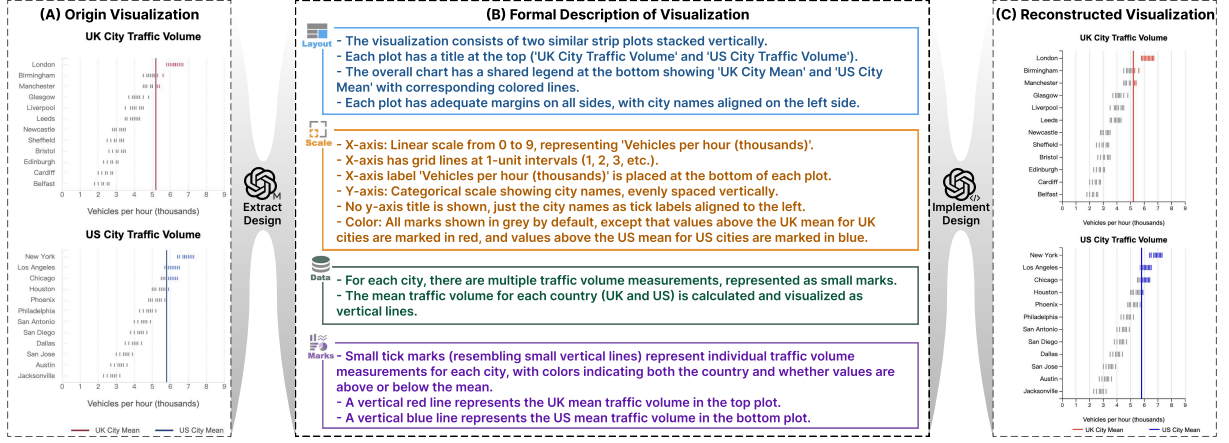 (A) Origin Visualization
UK City Traffic Volume
London
Birmingham
Manchester
Glasgow
Liverpool
Leeds
Newcastle
Sheffield
Bristol
Edinburgh
Cardiff
Belfast
0 1 2 3 4 5 6 7 8 9
Vehicles per hour (thousands)
US City Traffic Volume
New York
Los Angeles
Chicago
Houston
Phoenix
Philadelphia
San Antonio
San Diego
Dallas
San Jose
Austin
Jacksonville
0 1 2 3 4 5 6 7 8 9
Vehicles per hour (thousands)
UK City Mean US City Mean
M
Extract
Design
(B) Formal Description of Visualization
Layout
- The visualization consists of two similar strip plots stacked vertically.
- Each plot has a title at the top ('UK City Traffic Volume' and 'US City Traffic Volume').
- The overall chart has a shared legend at the bottom showing 'UK City Mean' and 'US City
Mean' with corresponding colored lines.
- Each plot has adequate margins on all sides, with city names aligned on the left side.
Scale
- X-axis: Linear scale from 0 to 9, representing 'Vehicles per hour (thousands)'.
- X-axis has grid lines at 1-unit intervals (1, 2, 3, etc.).
- X-axis label 'Vehicles per hour (thousands)' is placed at the bottom of each plot.
- Y-axis: Categorical scale showing city names, evenly spaced vertically.
- No y-axis title is shown, just the city names as tick labels aligned to the left.
- Color: All marks shown in grey by default, except that values above the UK mean for UK
cities are marked in red, and values above the US mean for US cities are marked in blue.
Data
- For each city, there are multiple traffic volume measurements, represented as small marks.
- The mean traffic volume for each country (UK and US) is calculated and visualized as
vertical lines.
Marks
- Small tick marks (resembling small vertical lines) represent individual traffic volume
measurements for each city, with colors indicating both the country and whether values are
above or below the mean.
- A vertical red line represents the UK mean traffic volume in the top plot.
- A vertical blue line represents the US mean traffic volume in the bottom plot.
</>
Implement
Design
(C) Reconstructed Visualization
UK City Traffic Volume
London
Birmingham
Manchester
Glasgow
Liverpool
Leeds
Newcastle
Sheffield
Bristol
Edinburgh
Cardiff
Belfast
0 1 2 3 4 5 6 7 8 9
Vehicles per hour (thousands)
US City Traffic Volume
New York
Los Angeles
Chicago
Houston
Phoenix
Philadelphia
San Antonio
San Diego
Dallas
San Jose
Austin
Jacksonville
0 1 2 3 4 5 6 7 8 9
Vehicles per hour (thousands)
UK City Mean US City Mean